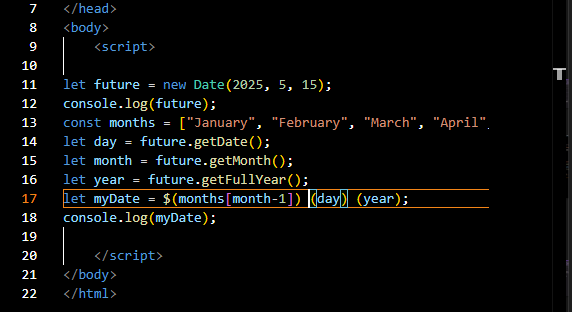 7 </head>
8 <body>
9 <script>
10
11 let future = new Date(2025, 5, 15);
12 console.log(future);
13 const months = ["January", "February", "March", "April",
14 let day = future.getDate();
15 let month = future.getMonth();
16 let year = future.getFullYear();
17 let myDate = $(months[month-1]) (day) (year);
18 console.log(myDate);
19
20 </script>
21 </body>
22 </html>